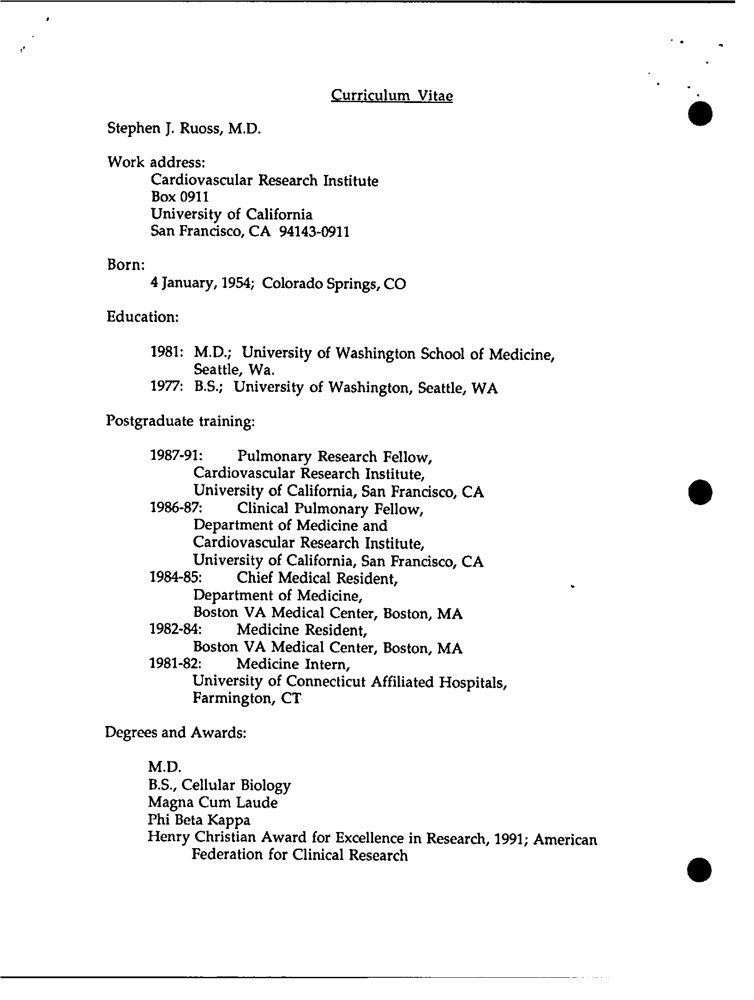 Curriculum Vitae
Stephen J. Ruoss, M.D.
Work address:
Cardiovascular Research Institute
Box 0911
University of California
San Francisco, CA 94143-0911
Born:
4 January, 1954; Colorado Springs, CO
Education:
1981: M.D.; University of Washington School of Medicine,
Seattle, Wa.
1977: B.S.; University of Washington, Seattle, WA
Postgraduate training:
1987-91: Pulmonary Research Fellow,
Cardiovascular Research Institute,
University of California, San Francisco, CA
1986-87: Clinical Pulmonary Fellow,
Department of Medicine and
Cardiovascular Research Institute,
University of California, San Francisco, CA
1984-85: Chief Medical Resident,
Department of Medicine,
Boston VA Medical Center, Boston, MA
1982-84: Medicine Resident,
Boston VA Medical Center, Boston, MA
1981-82: Medicine Intern,
University of Connecticut Affiliated Hospitals,
Farmington, CT
Degrees and Awards:
M.D.
B.S., Cellular Biology
Magna Cum Laude
Phi Beta Kappa
Henry Christian Award for Excellence in Research, 1991; American
Federation for Clinical Research